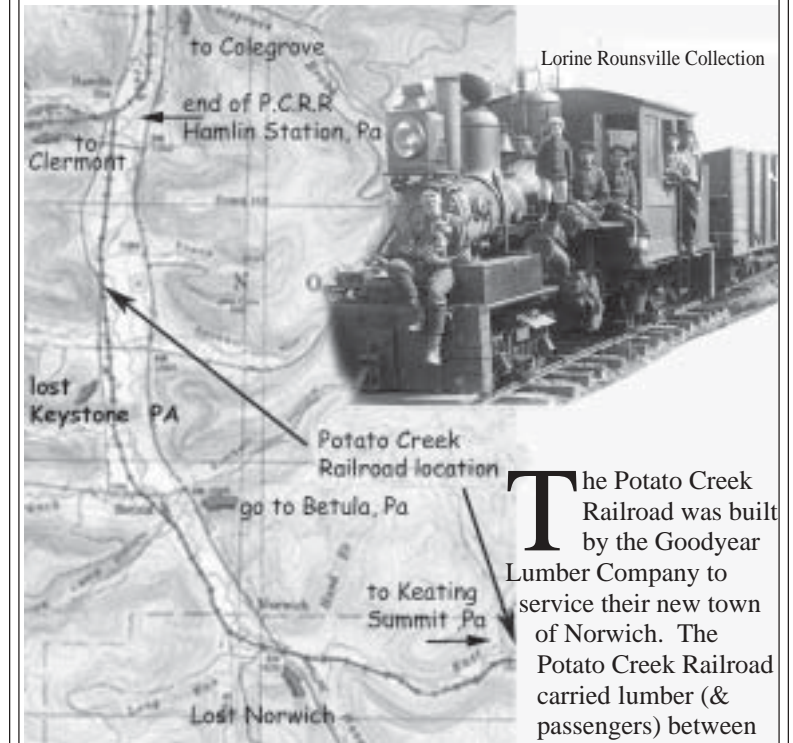 to Colegrove
Lorine Rounsville Collection
end of P.C.RR
Hamlin Station, Pa
to
Clermont
N
lost
Keystone PA
Potato Creek
Railroad location
go to Betula, Pa
to Keating
Summit ,Pa
Norwich
Lost Norwich
The Potato Creek
Railroad was built
by the Goodyear
Lumber Company to
service their new town
of Norwich.  The
Potato Creek Railroad
carried lumber (&
passengers) between